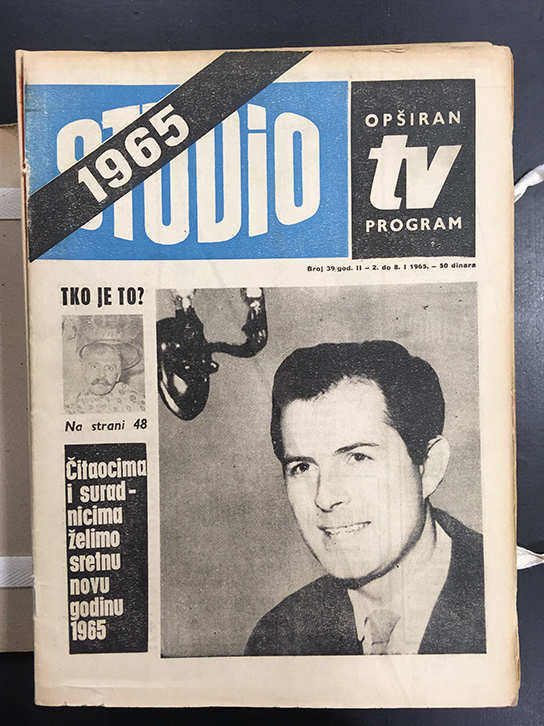 STUDIO
1965
OPŠIRAN
tv
PROGRAM
Broj 39/god. II – 2. do 8. I 1965. – 50 dinara
TKO JE TO?
Na strani 48
Čitaocima
i surad-
nicima
želimo
sretnu
novu
godinu
1965